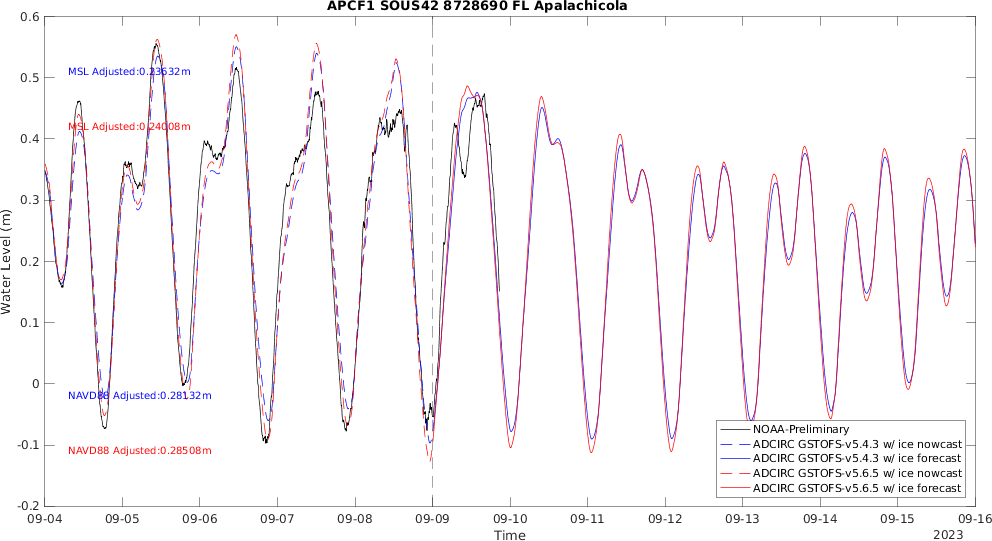 APCF1 SOUS42 8728690 FL Apalachicola
0.6
0.5
0.4
0.3
0.2
0.1
0
-0.1
-0.2
Water Level (m)
MSL Adjusted:0.23632m
MSL Adjusted:0.24008m
NAVD88 Adjusted:0.28132m
NAVD88 Adjusted:0.28508m
NOAA-Preliminary
ADCIRC GSTOFS-v5.4.3 w/ ice nowcast
ADCIRC GSTOFS-v5.4.3 w/ ice forecast
ADCIRC GSTOFS-v5.6.5 w/ ice nowcast
ADCIRC GSTOFS-v5.6.5 w/ ice forecast
09-04 09-05 09-06 09-07 09-08 09-09 09-10 09-11 09-12 09-13 09-14 09-15 09-16
Time
2023